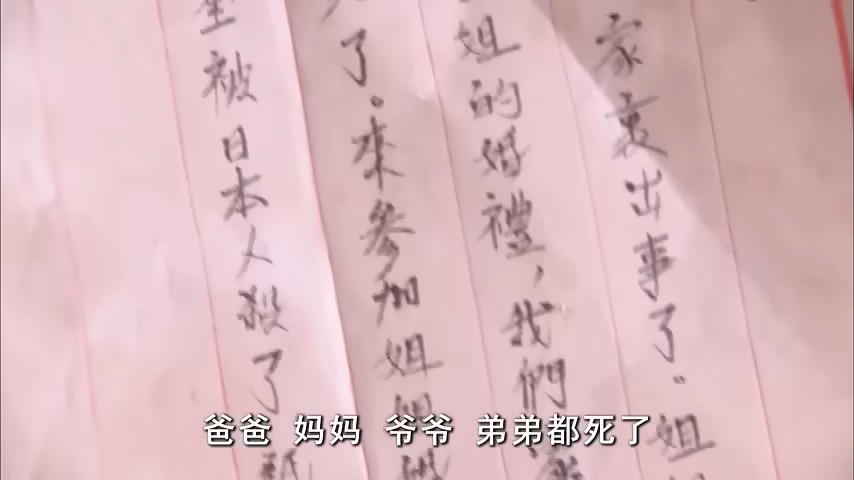 家裏出事了。姐
姐的婚禮，我們
了。來參加姐姐
被日本人殺了
爸爸 妈妈 爷爷 弟弟都死了